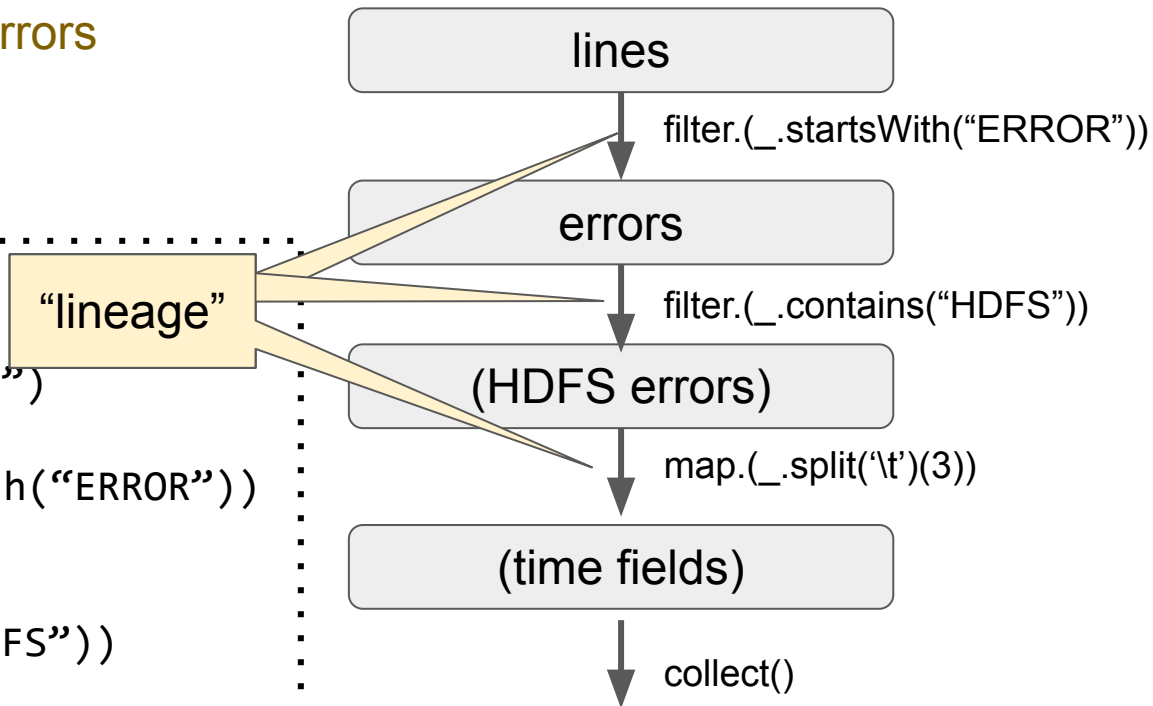 rrors
lines
filter.(_.startsWith(“ERROR”))
errors
“lineage”
filter.(_.contains(“HDFS”))
”)
(HDFS errors)
map.(_.split(‘\t’)(3))
h(“ERROR”))
(time fields)
FS”))
collect()